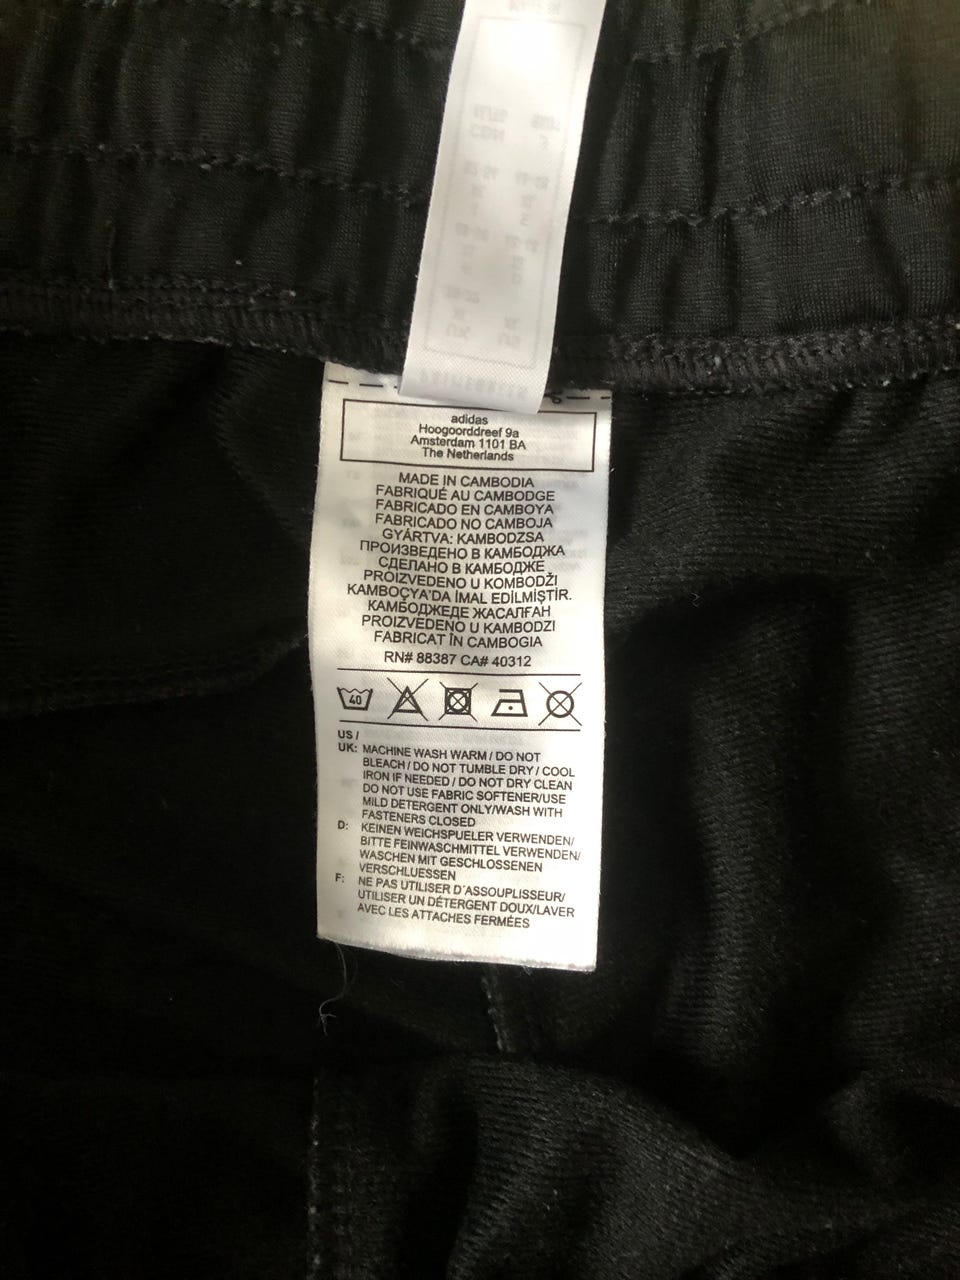 adidas
Hoogoorddreef 9a
Amsterdam 1101 BA
The Netherlands
MADE IN CAMBODIA
FABRIQUÉ AU CAMBODGE
FABRICADO EN CAMBOYA
FABRICADO NO CAMBOJA
GYÁRTVA: KAMBODZSA
ПРОИЗВЕДЕНО В КАМБОДЖА
СДЕЛАНО В КАМБОДЖЕ
PROIZVEDENO U KOMBODŽI
KAMBOÇYA'DA İMAL EDİLMİŞTİR.
КАМБОДЖЕДЕ ЖАСАЛҒАН
PROIZVEDENO U KAMBODZI
FABRICAT ÎN CAMBOGIA
RN# 88387 CA# 40312
40
US /
UK: MACHINE WASH WARM / DO NOT
BLEACH / DO NOT TUMBLE DRY / COOL
IRON IF NEEDED / DO NOT DRY CLEAN
DO NOT USE FABRIC SOFTENER/USE
MILD DETERGENT ONLY/WASH WITH
FASTENERS CLOSED
D: KEINEN WEICHSPUELER VERWENDEN/
BITTE FEINWASCHMITTEL VERWENDEN/
WASCHEN MIT GESCHLOSSENEN
VERSCHLUESSEN
F: NE PAS UTILISER D'ASSOUPLISSEUR/
UTILISER UN DÉTERGENT DOUX/LAVER
AVEC LES ATTACHES FERMÉES